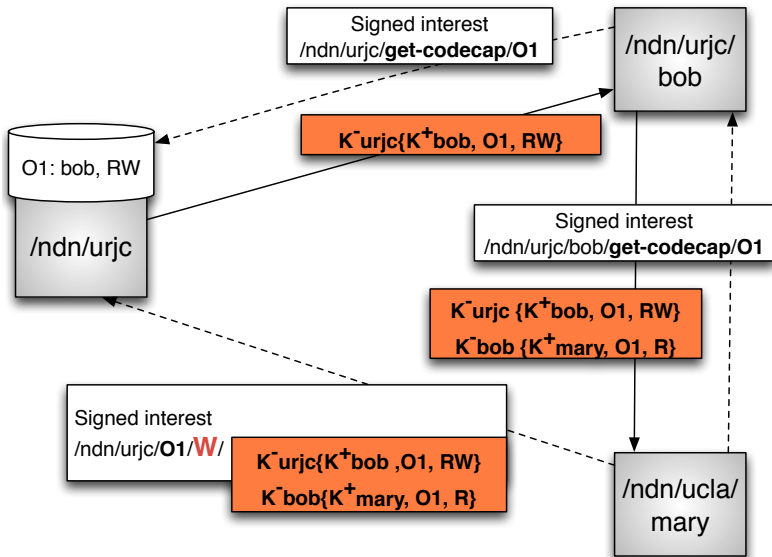 Signed interest
/ndn/urjc/get-codecap/O1
/ndn/urjc/
bob
K-urjc{K+bob, O1, RW}
O1: bob, RW
/ndn/urjc
Signed interest
/ndn/urjc/bob/get-codecap/O1
K-urjc {K+bob, O1, RW}
K-bob {K+mary, O1, R}
Signed interest
/ndn/urjc/O1/W/
K-urjc{K+bob ,O1, RW}
K-bob{K+mary, O1, R}
/ndn/ucla/
mary